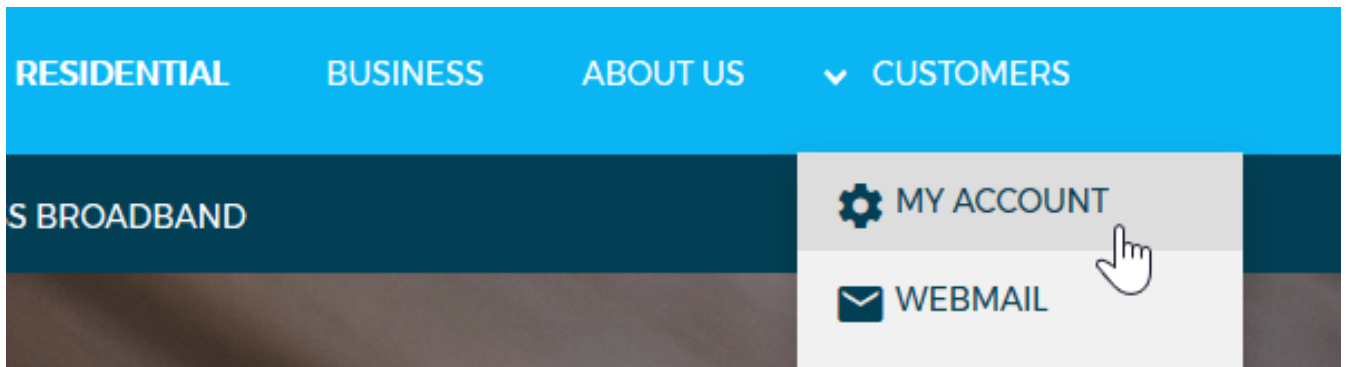 RESIDENTIAL BUSINESS ABOUT US CUSTOMERS
S BROADBAND
MY ACCOUNT
WEBMAIL